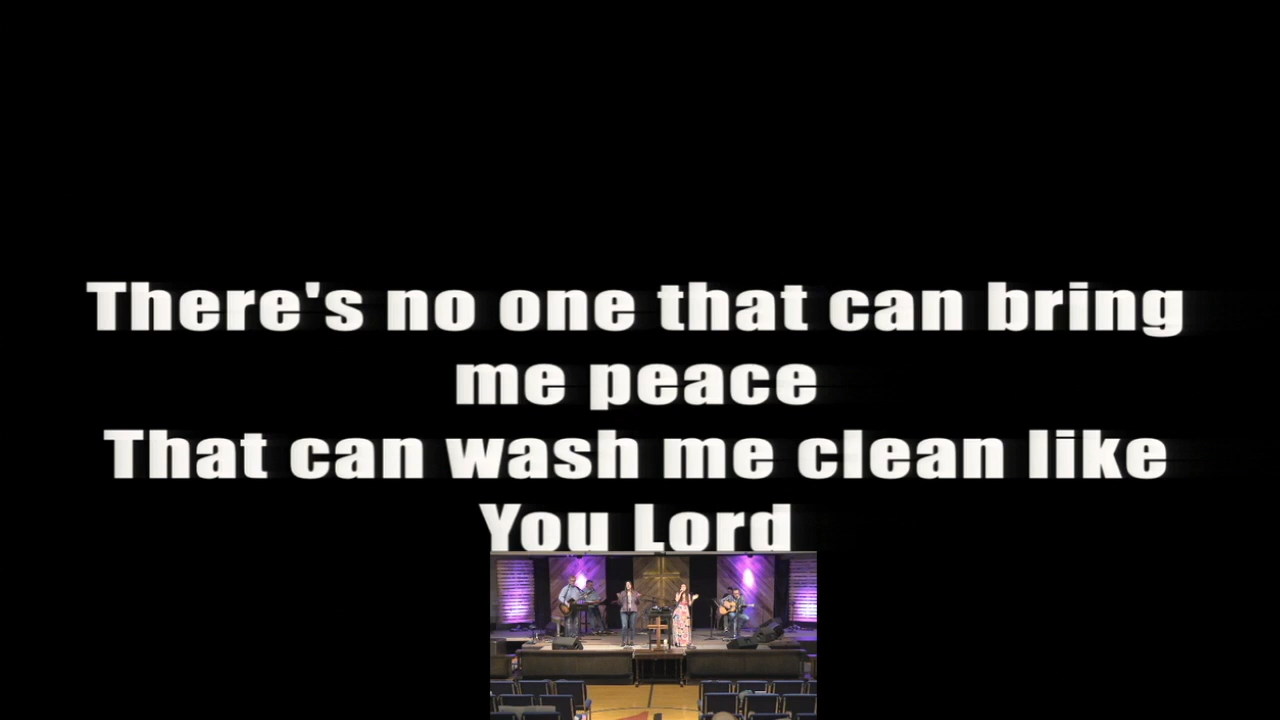 There's no one that can bring
me peace
That can wash me clean like
You Lord